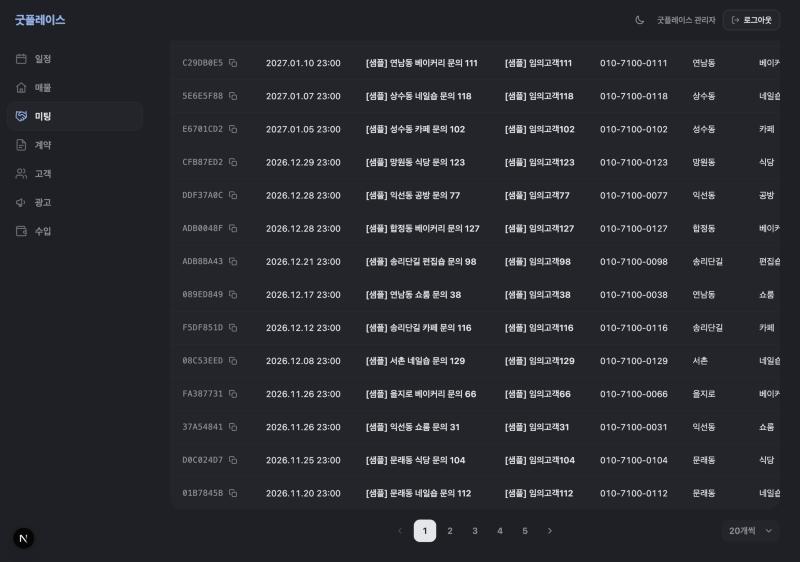 굿플레이스
굿플레이스 관리자
로그아웃
일정
매물
미팅
계약
고객
광고
수입
C29DB0E5 2027.01.10 23:00 [샘플] 연남동 베이커리 문의 111 [샘플] 임의고객111 010-7100-0111 연남동 베이커
5E6E5F88 2027.01.07 23:00 [샘플] 상수동 네일숍 문의 118 [샘플] 임의고객118 010-7100-0118 상수동 네일숍
E6701CD2 2027.01.05 23:00 [샘플] 성수동 카페 문의 102 [샘플] 임의고객102 010-7100-0102 성수동 카페
CFB87ED2 2026.12.29 23:00 [샘플] 망원동 식당 문의 123 [샘플] 임의고객123 010-7100-0123 망원동 식당
DDF37A0C 2026.12.28 23:00 [샘플] 익선동 공방 문의 77 [샘플] 임의고객77 010-7100-0077 익선동 공방
ADB0048F 2026.12.28 23:00 [샘플] 합정동 베이커리 문의 127 [샘플] 임의고객127 010-7100-0127 합정동 베이커
ADB8BA43 2026.12.21 23:00 [샘플] 송리단길 편집숍 문의 98 [샘플] 임의고객98 010-7100-0098 송리단길 편집숍
089ED849 2026.12.17 23:00 [샘플] 연남동 쇼룸 문의 38 [샘플] 임의고객38 010-7100-0038 연남동 쇼룸
F5DF851D 2026.12.12 23:00 [샘플] 송리단길 카페 문의 116 [샘플] 임의고객116 010-7100-0116 송리단길 카페
08C53EED 2026.12.08 23:00 [샘플] 서촌 네일숍 문의 129 [샘플] 임의고객129 010-7100-0129 서촌 네일숍
FA387731 2026.11.26 23:00 [샘플] 을지로 베이커리 문의 66 [샘플] 임의고객66 010-7100-0066 을지로 베이커
37A54841 2026.11.26 23:00 [샘플] 익선동 쇼룸 문의 31 [샘플] 임의고객31 010-7100-0031 익선동 쇼룸
D0C024D7 2026.11.25 23:00 [샘플] 문래동 식당 문의 104 [샘플] 임의고객104 010-7100-0104 문래동 식당
01B7845B 2026.11.20 23:00 [샘플] 문래동 네일숍 문의 112 [샘플] 임의고객112 010-7100-0112 문래동 네일숍
1 2 3 4 5
20개씩
N